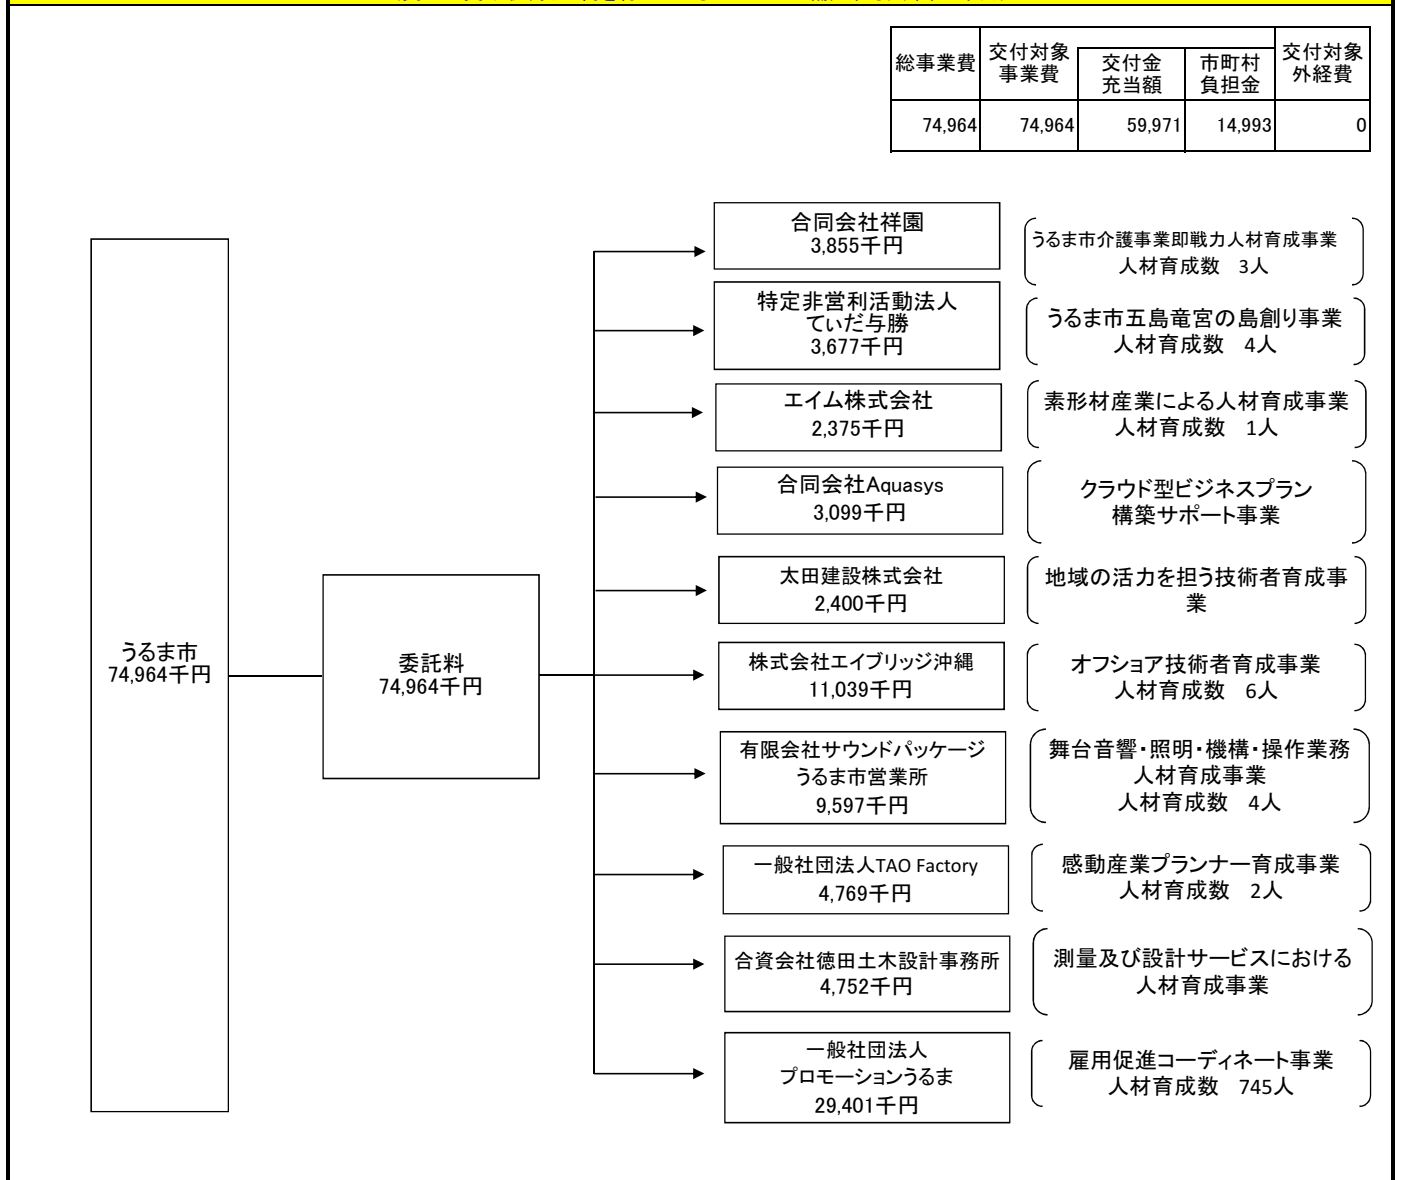 総事業費
交付対象
事業費
交付金
充当額
市町村
負担金
交付対象
外経費
74,964
74,964
59,971
14,993
0
うるま市
74,964千円
委託料
74,964千円
合同会社祥園
3,855千円
うるま市介護事業即戦力人材育成事業
人材育成数　3人
特定非営利活動法人
てぃだ与勝
3,677千円
うるま市五島竜宮の島創り事業
人材育成数　4人
エイム株式会社
2,375千円
素形材産業による人材育成事業
人材育成数　1人
合同会社Aquasys
3,099千円
クラウド型ビジネスプラン
構築サポート事業
太田建設株式会社
2,400千円
地域の活力を担う技術者育成事
業
株式会社エイブリッジ沖縄
11,039千円
オフショア技術者育成事業
人材育成数　6人
有限会社サウンドパッケージ
うるま市営業所
9,597千円
舞台音響・照明・機構・操作業務
人材育成事業
人材育成数　4人
一般社団法人TAO Factory
4,769千円
感動産業プランナー育成事業
人材育成数　2人
合資会社徳田土木設計事務所
4,752千円
測量及び設計サービスにおける
人材育成事業
一般社団法人
プロモーションうるま
29,401千円
雇用促進コーディネート事業
人材育成数　745人